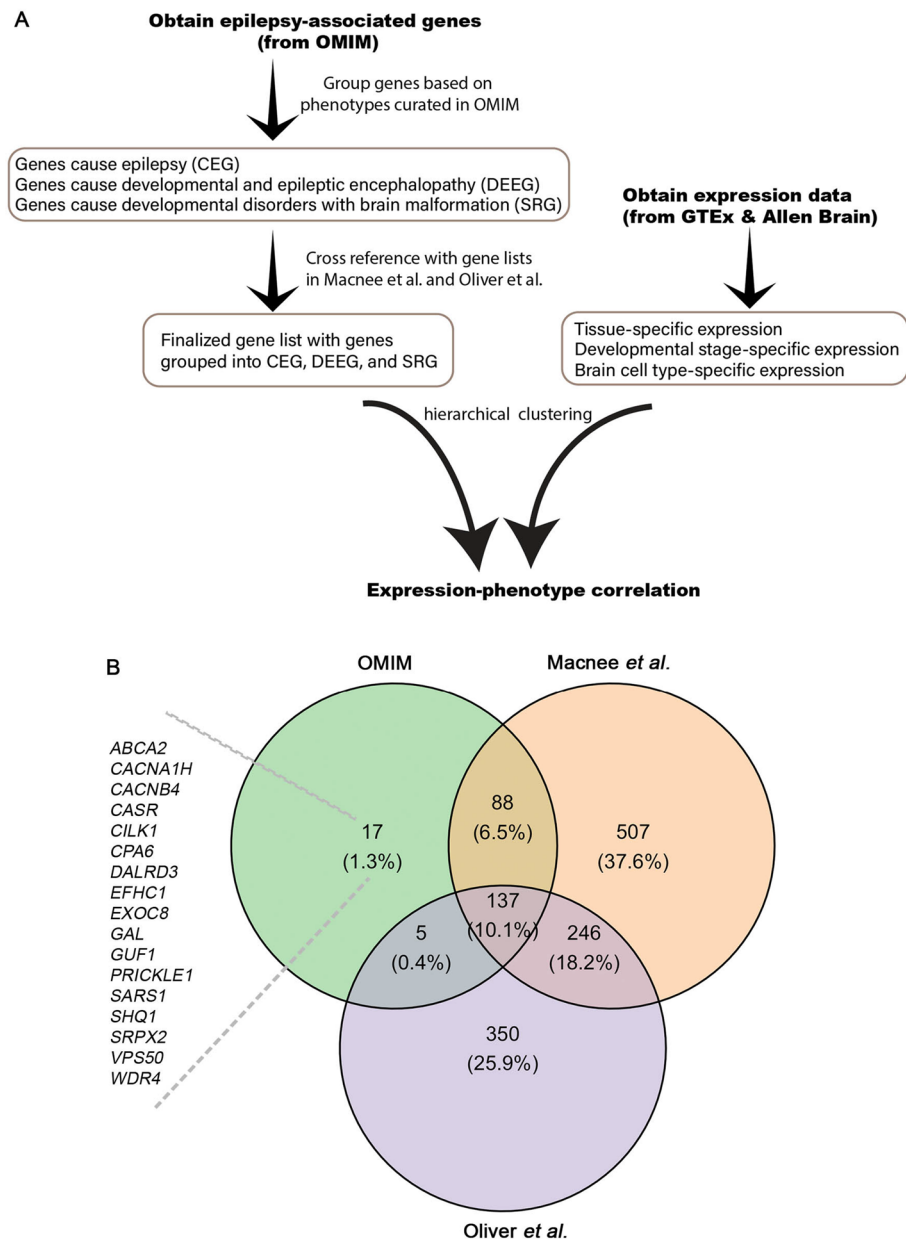 A
Obtain epilepsy-associated genes
(from OMIM)
Group genes based on
phenotypes curated in OMIM
Genes cause epilepsy (CEG)
Genes cause developmental and epileptic encephalopathy (DEEG)
Genes cause developmental disorders with brain malformation (SRG)
Obtain expression data
(from GTEx & Allen Brain)
Cross reference with gene lists
in Macnee et al. and Oliver et al.
Finalized gene list with genes
grouped into CEG, DEEG, and SRG
Tissue-specific expression
Developmental stage-specific expression
Brain cell type-specific expression
hierarchical clustering
Expression-phenotype correlation
B
OMIM
Macnee et al.
ABCA2
CACNA1H
CACNB4
CASR
CILK1
CPA6
DALRD3
EFHC1
EXOC8
GAL
GUF1
PRICKLE1
SARS1
SHQ1
SRPX2
VPS50
WDR4
17
(1.3%)
88
(6.5%)
507
(37.6%)
137
(10.1%)
5
(0.4%)
246
(18.2%)
350
(25.9%)
Oliver et al.